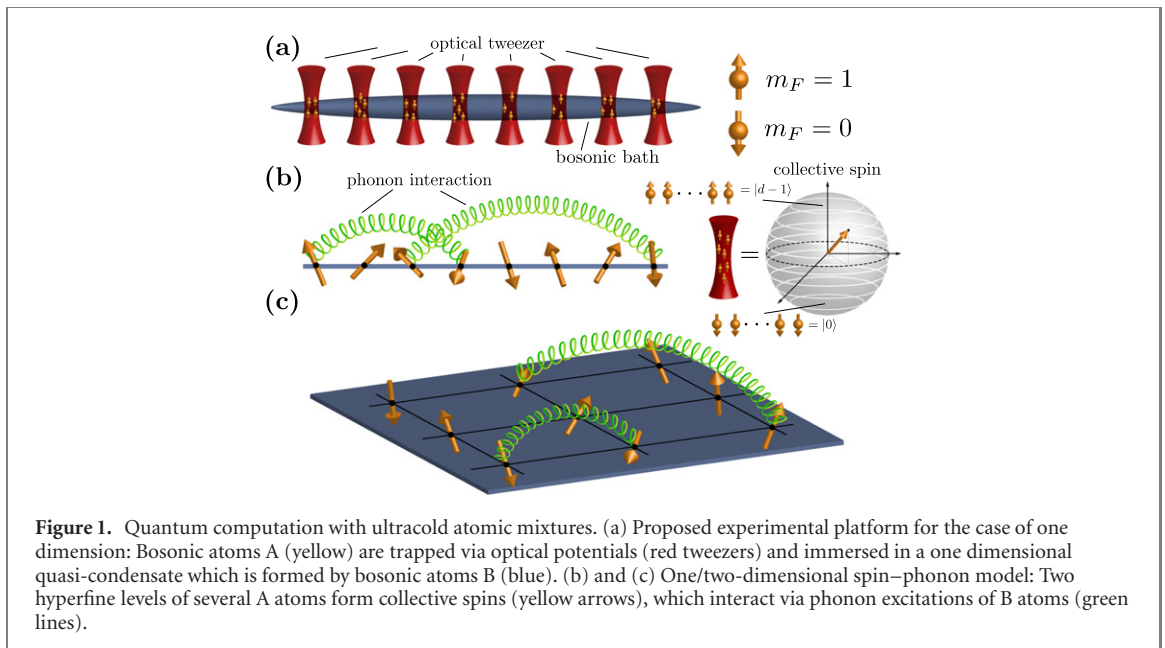 (a)
optical tweezer
bosonic bath
m_F = 1
m_F = 0
(b)
phonon interaction
collective spin
= |d − 1⟩
=
= |0⟩
(c)
Figure 1. Quantum computation with ultracold atomic mixtures. (a) Proposed experimental platform for the case of one
dimension: Bosonic atoms A (yellow) are trapped via optical potentials (red tweezers) and immersed in a one dimensional
quasi-condensate which is formed by bosonic atoms B (blue). (b) and (c) One/two-dimensional spin–phonon model: Two
hyperfine levels of several A atoms form collective spins (yellow arrows), which interact via phonon excitations of B atoms (green
lines).